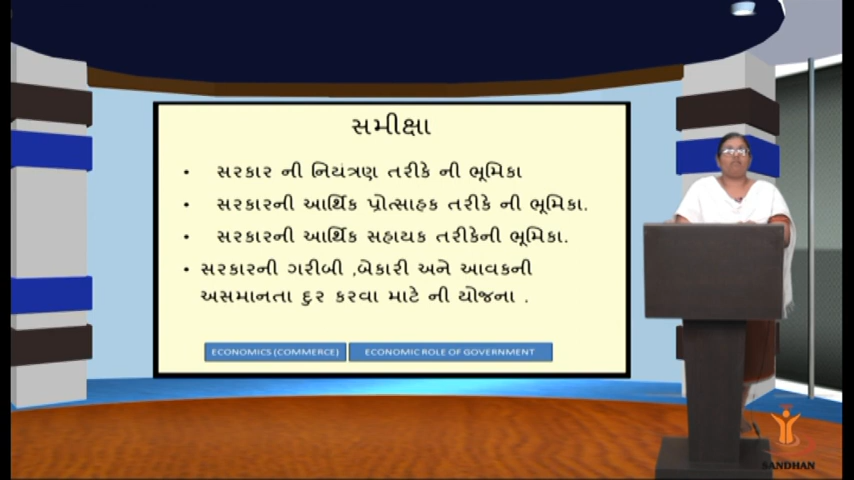 સમીક્ષા
• સરકાર ની નિયંત્રણ તરીકે ની ભૂમિકા
• સરકારની આર્થિક પ્રોત્સાહક તરીકે ની ભૂમિકા.
• સરકારની આર્થિક સહાયક તરીકેની ભૂમિકા.
• સરકારની ગરીબી ,બેકારી અને આવકની
અસમાનતા દુર કરવા માટે ની યોજના .
ECONOMICS (COMMERCE) ECONOMIC ROLE OF GOVERNMENT
SANDHAN